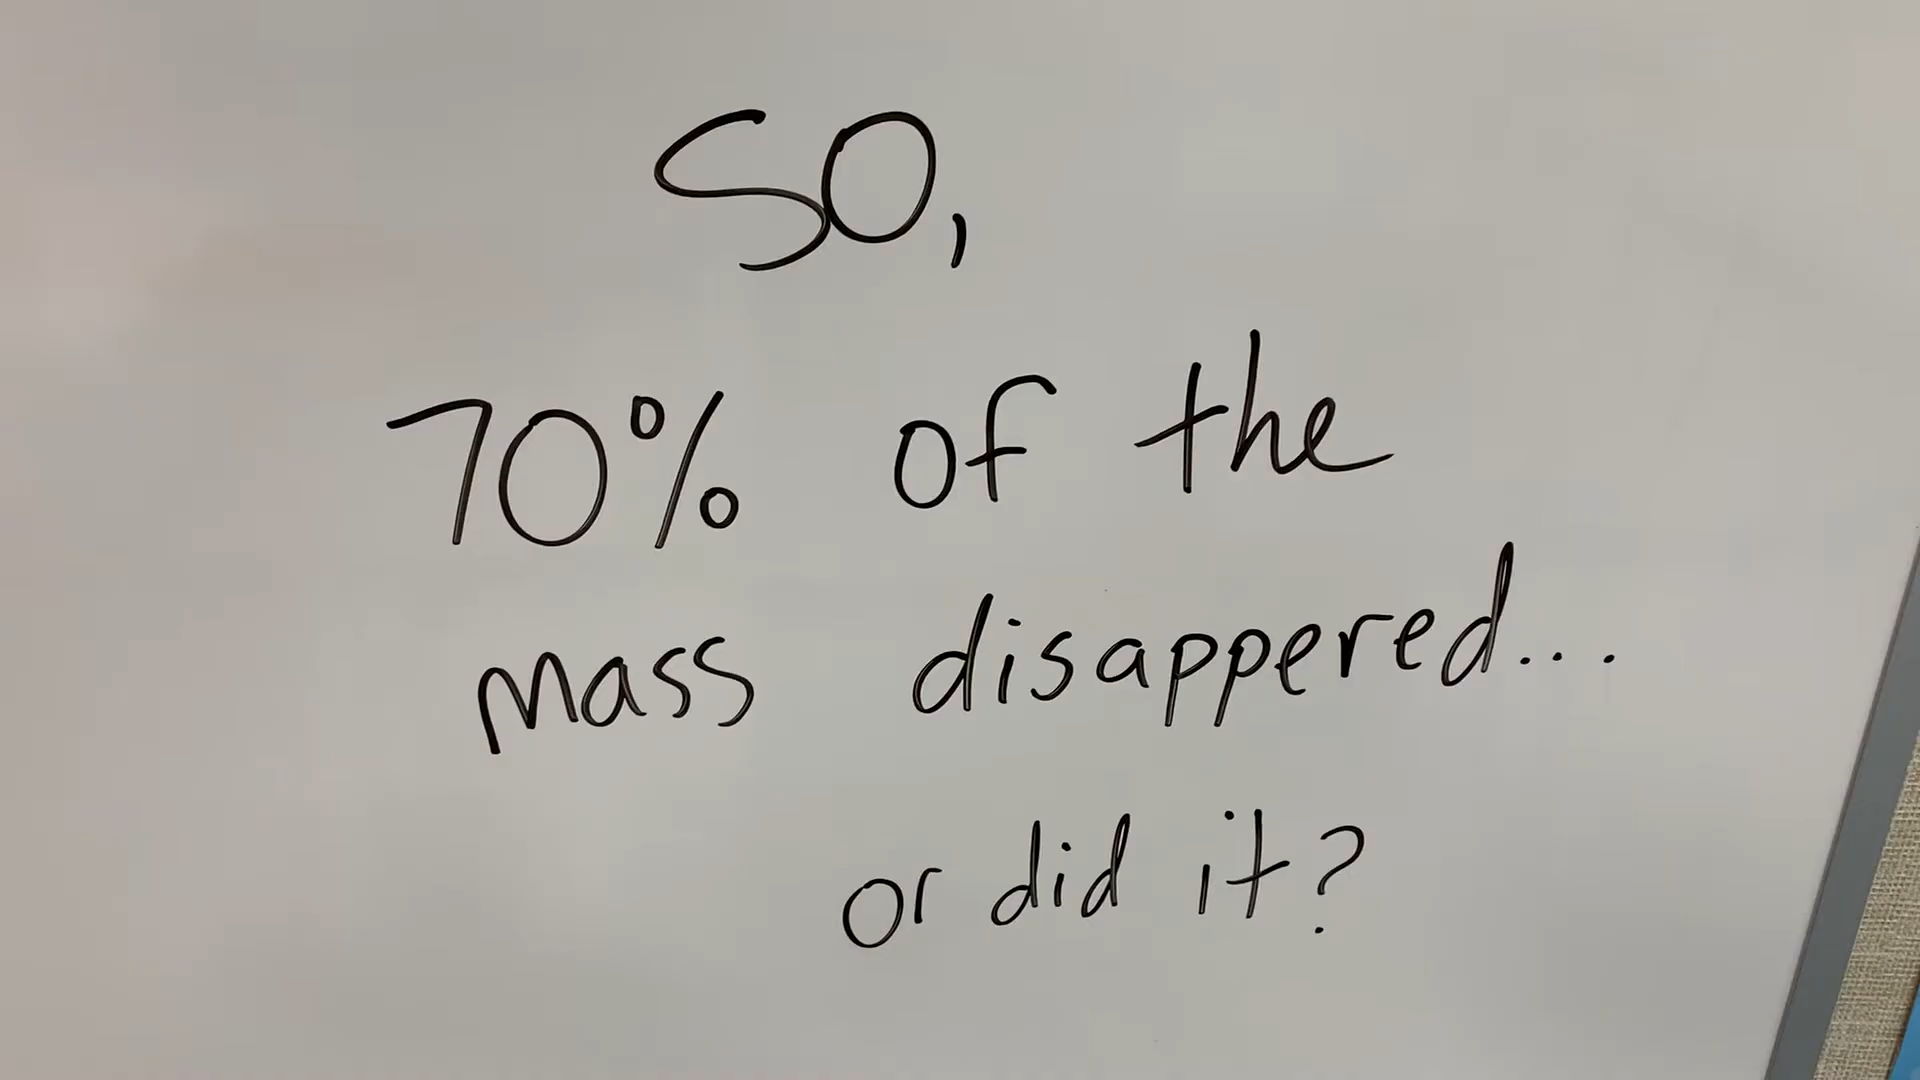 SO,
70% of the
mass disappered...
or did it?